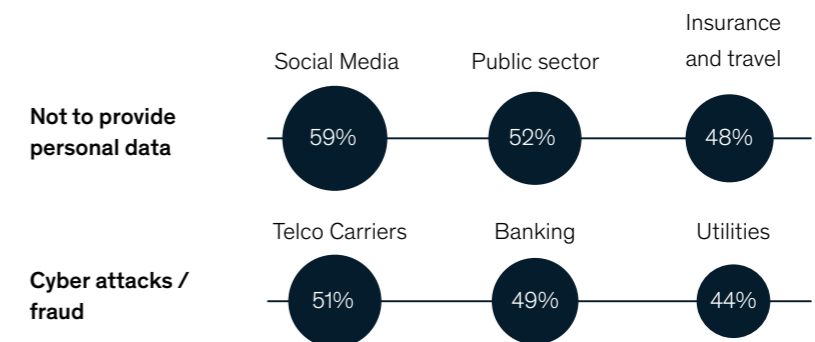 Insurance
Social Media Public sector and travel
Not to provide
personal data
59% 52% 48%
Telco Carriers Banking Utilities
Cyber attacks /
fraud
51% 49% 44%